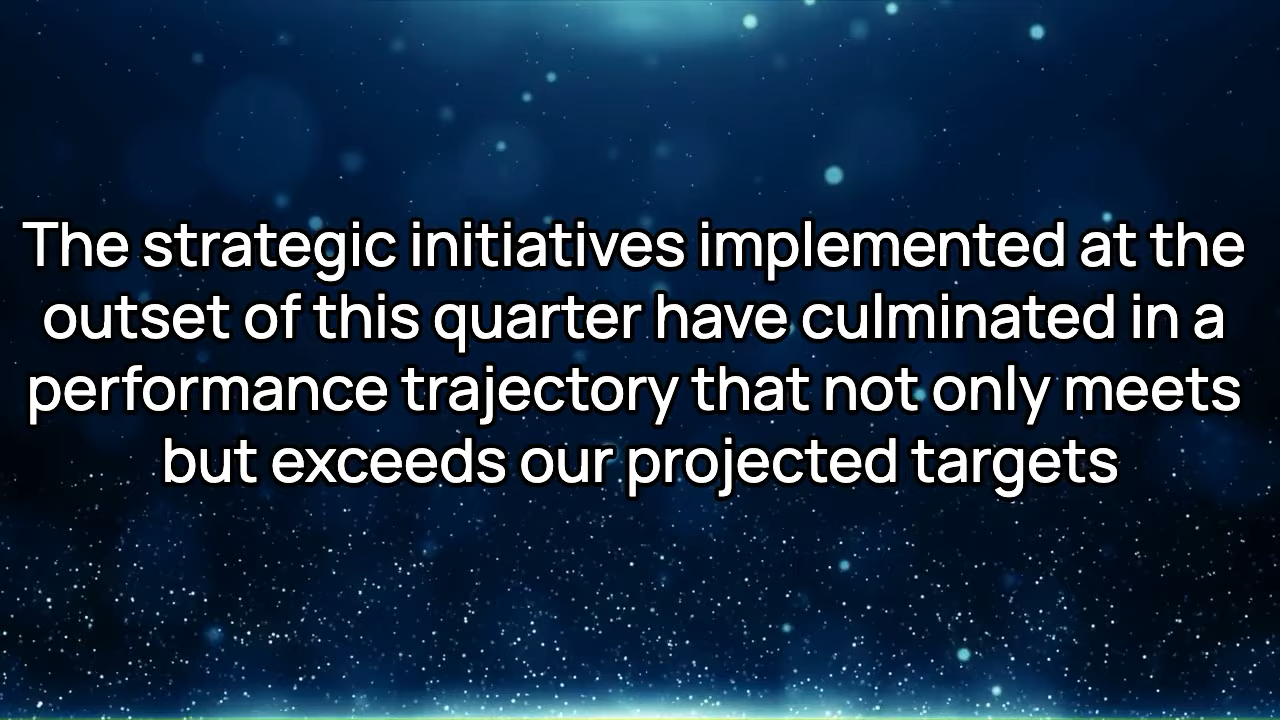 The strategic initiatives implemented at the
outset of this quarter have culminated in a
performance trajectory that not only meets
but exceeds our projected targets